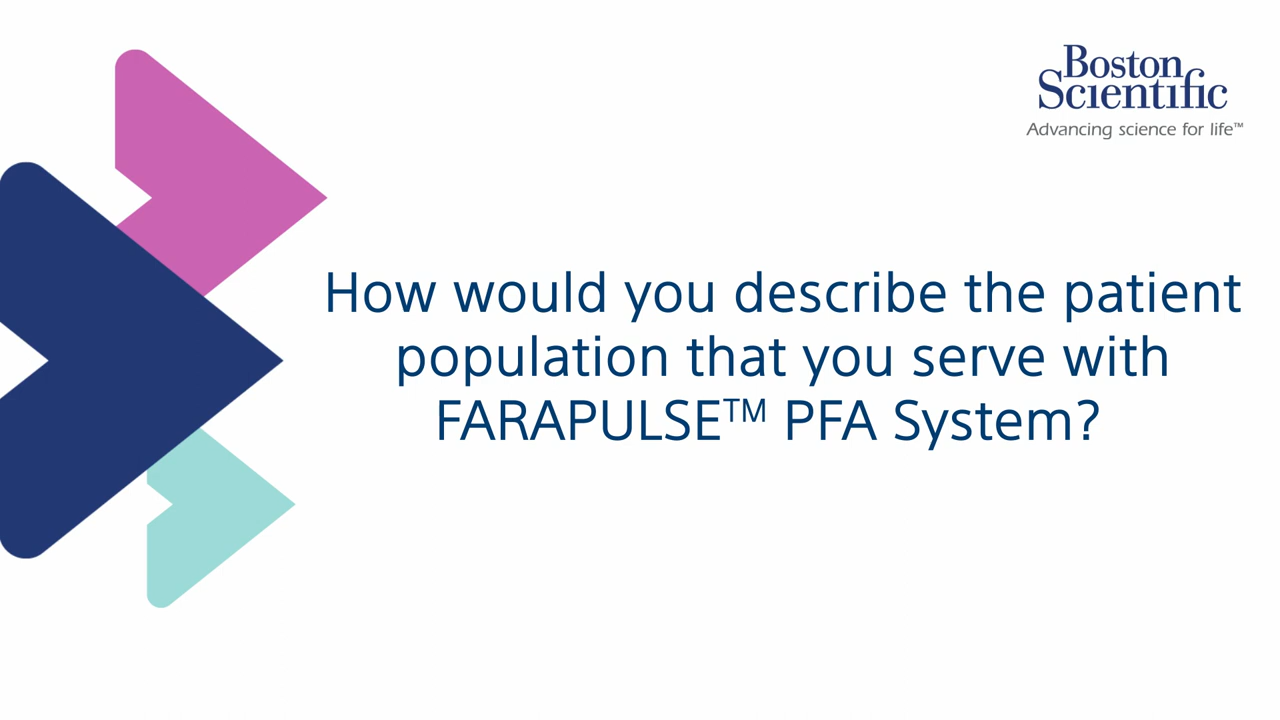 Boston
Scientific
Advancing science for life™
How would you describe the patient
population that you serve with
FARAPULSE™ PFA System?